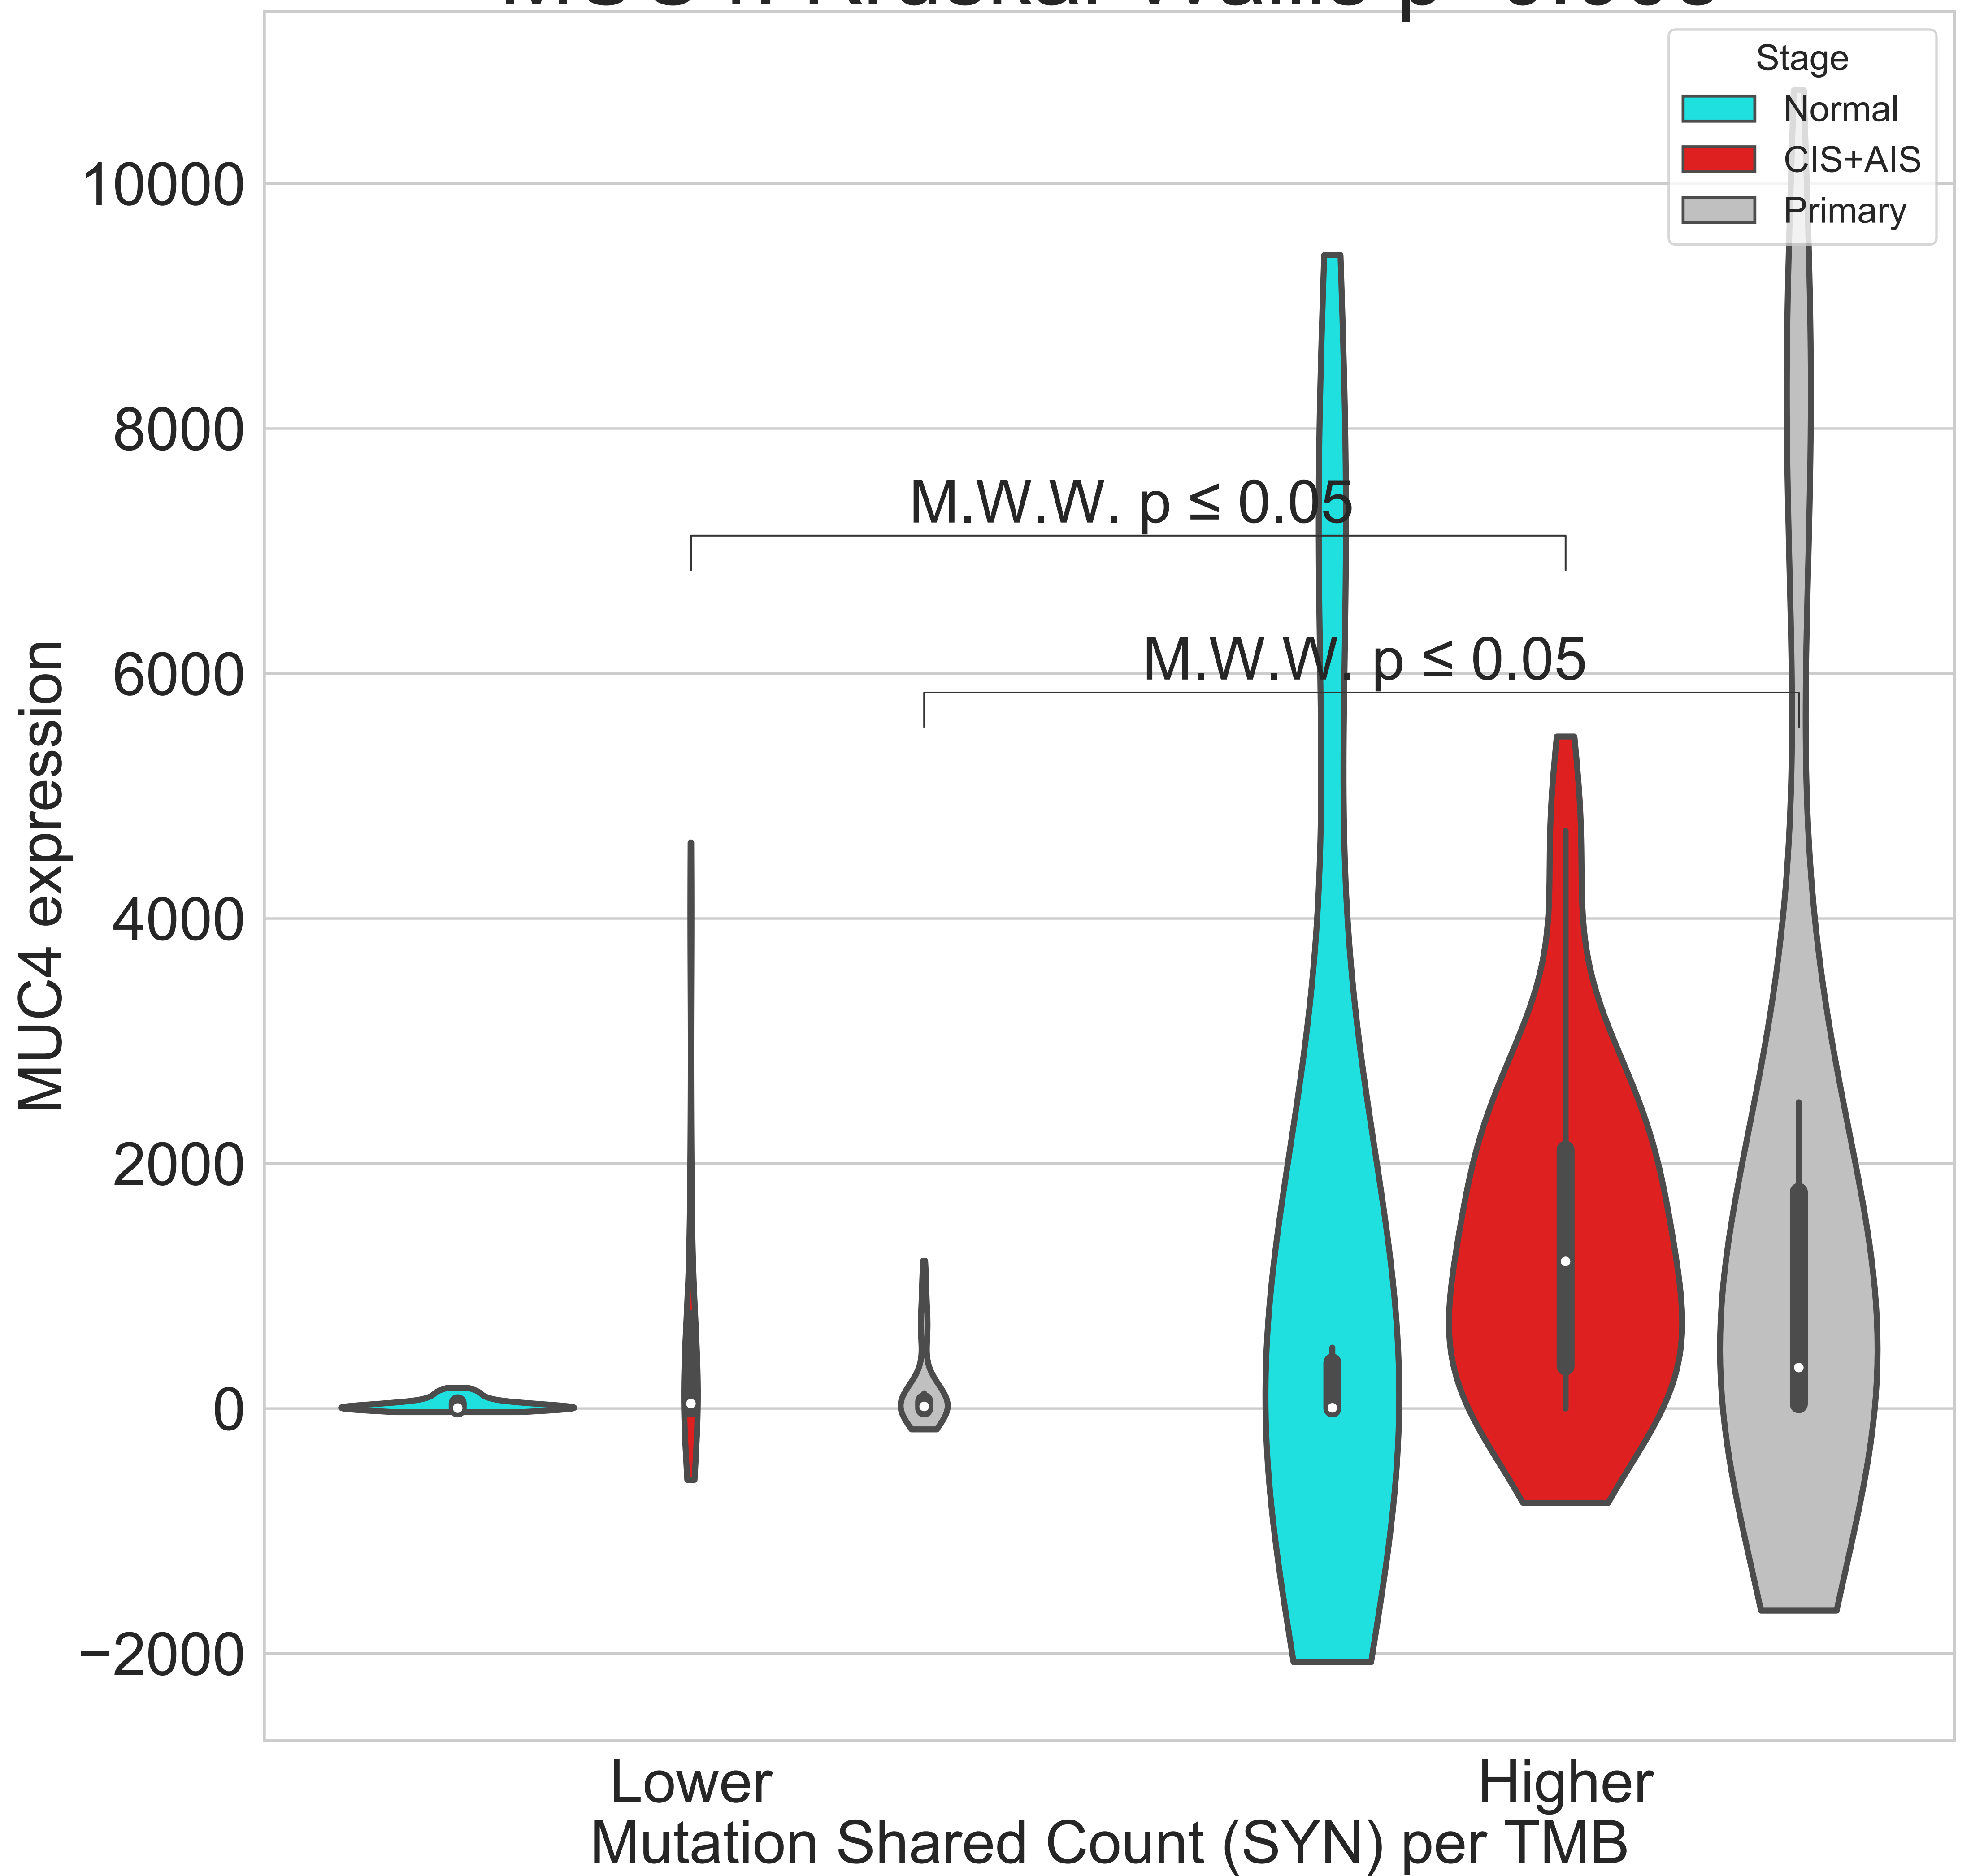 Stage
Normal
CIS+AIS
Primary
10000
8000
6000
4000
2000
0
−2000
MUC4 expression
M.W.W. p ≤ 0.05
M.W.W. p ≤ 0.05
Lower
Higher
Mutation Shared Count (SYN) per TMB